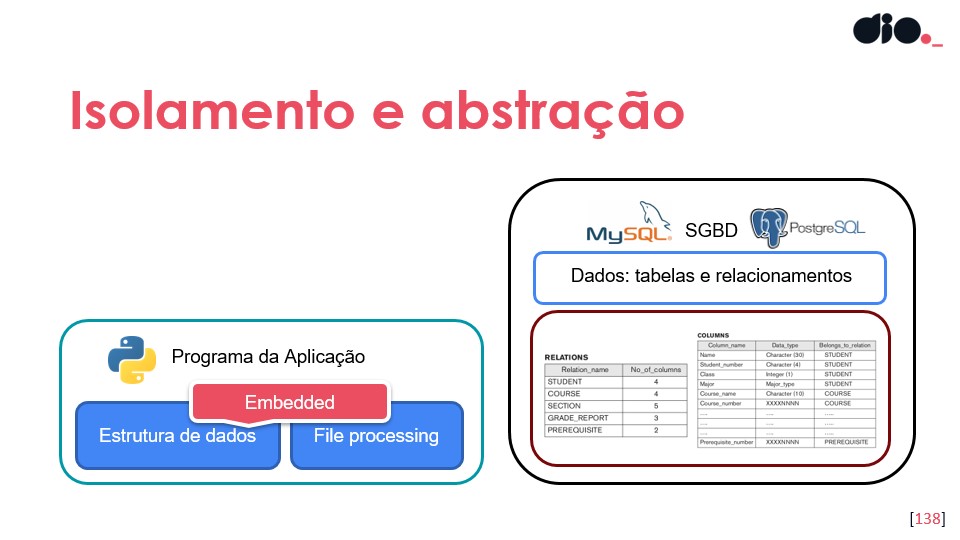 dio._
Isolamento e abstração
MySQL® SGBD PostgreSQL
Dados: tabelas e relacionamentos
Programa da Aplicação
Embedded
Estrutura de dados
File processing
RELATIONS
Relation_name No_of_columns
STUDENT 4
COURSE 4
SECTION 5
GRADE_REPORT 3
PREREQUISITE 2
COLUMNS
Column_name Data_type Belongs_to_relation
Name Character (30) STUDENT
Student_number Character (4) STUDENT
Class Integer (1) STUDENT
Major Major_type STUDENT
Course_name Character (10) COURSE
Course_number XXXXNNNN COURSE
.... .... .....
.... .... .....
.... .... .....
Prerequisite_number XXXXNNNN PREREQUISITE
[138]